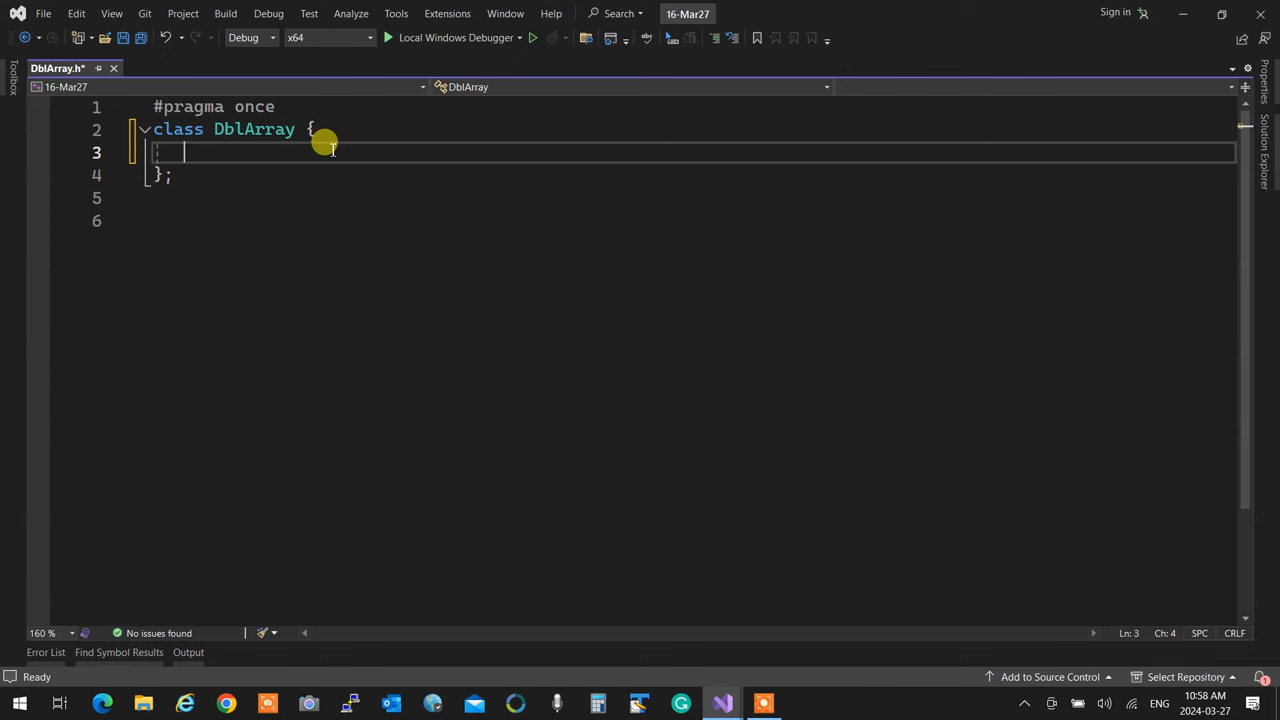 File Edit View Git Project Build Debug Test Analyze Tools Extensions Window Help Search 16-Mar27 Sign in
Debug x64 Local Windows Debugger
Toolbox
DblArray.h*
16-Mar27 DblArray
1 #pragma once
2 class DblArray {
3
4 };
5
6
Properties
Solution Explorer
160 % No issues found Ln: 3 Ch: 4 SPC CRLF
Error List Find Symbol Results Output
Ready Add to Source Control Select Repository 1
ENG 10:58 AM
2024-03-27